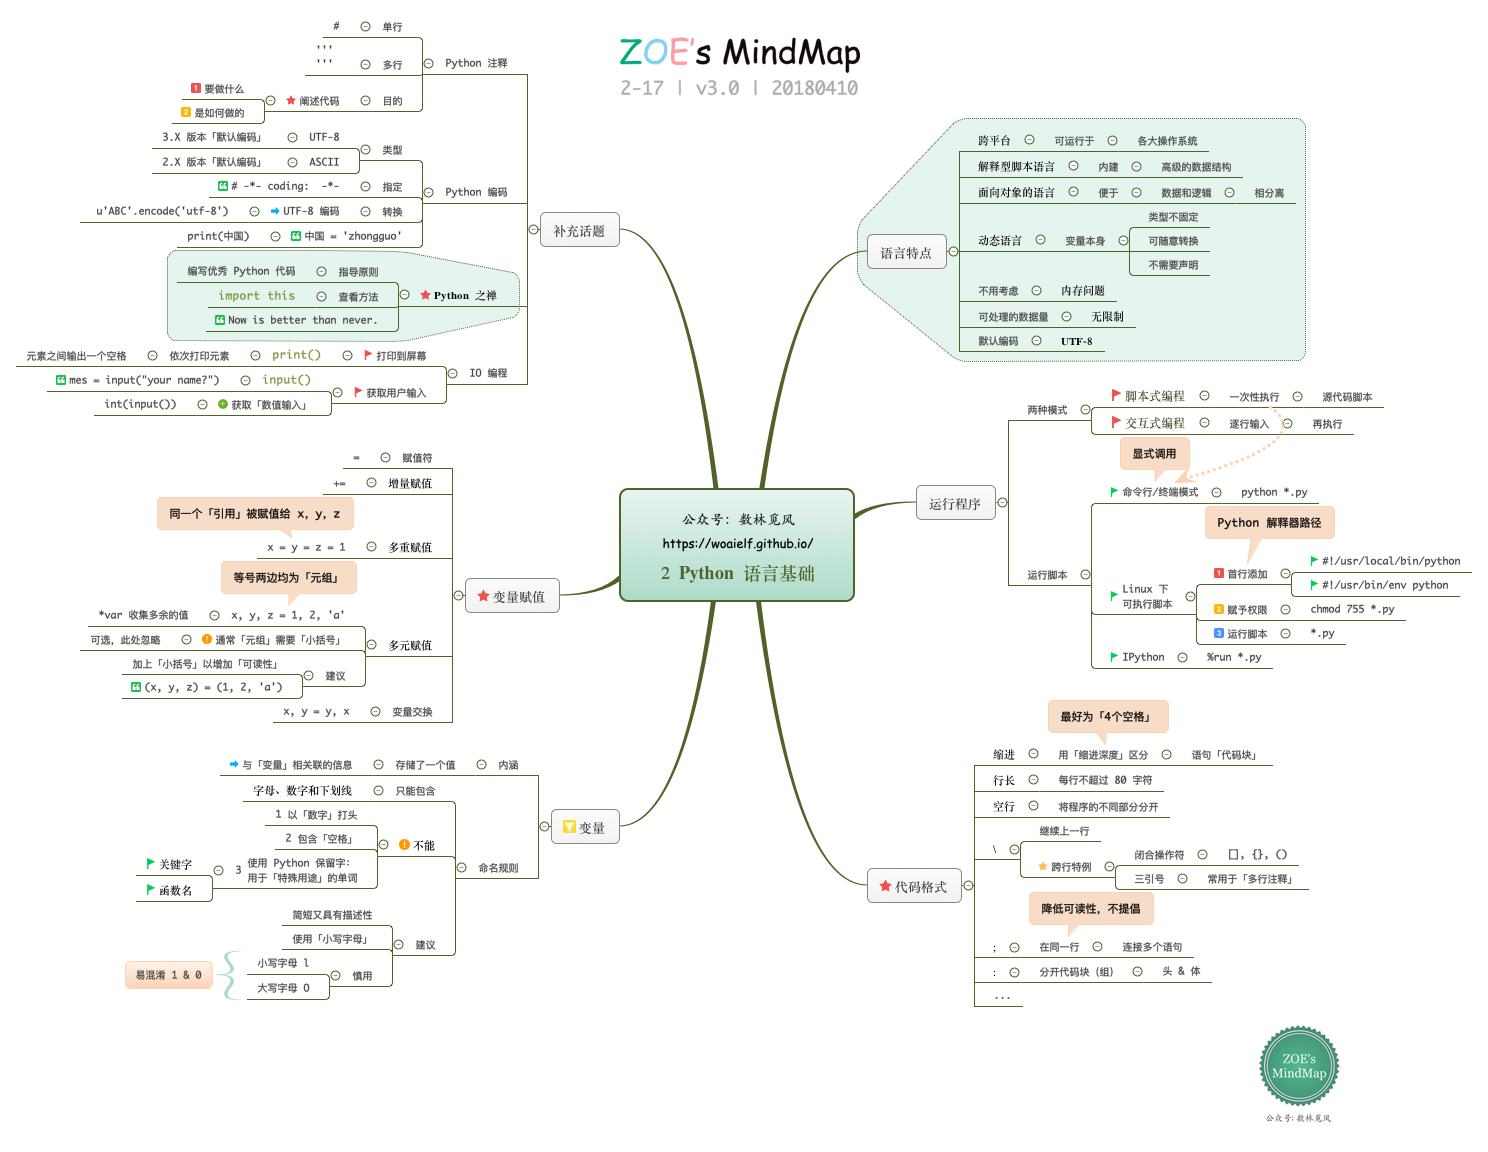 ZOE's MindMap
2-17 | v3.0 | 20180410
公众号：数林觅风
https://woaielf.github.io/
2 Python 语言基础
语言特点
跨平台 可运行于 各大操作系统
解释型脚本语言 内建 高级的数据结构
面向对象的语言 便于 数据和逻辑 相分离
动态语言 变量本身
类型不固定
可随意转换
不需要声明
不用考虑 内存问题
可处理的数据量 无限制
默认编码 UTF-8
运行程序
两种模式
脚本式编程 一次性执行 源代码脚本
交互式编程 逐行输入 再执行
显式调用
运行脚本
命令行/终端模式 python *.py
Python 解释器路径
Linux 下
可执行脚本
1 首行添加
#!/usr/local/bin/python
#!/usr/bin/env python
2 赋予权限 chmod 755 *.py
3 运行脚本 *.py
IPython %run *.py
代码格式
最好为「4个空格」
缩进 用「缩进深度」区分 语句「代码块」
行长 每行不超过 80 字符
空行 将程序的不同部分分开
\
继续上一行
跨行特例
闭合操作符 [], {}, ()
三引号 常用于「多行注释」
降低可读性，不提倡
; 在同一行 连接多个语句
: 分开代码块（组） 头 & 体
...
补充话题
Python 注释
# 单行
'''
''' 多行
1 要做什么
2 是如何做的
阐述代码 目的
Python 编码
3.X 版本「默认编码」 UTF-8
2.X 版本「默认编码」 ASCII
类型
# -*- coding:  -*- 指定
u'ABC'.encode('utf-8') UTF-8 编码 转换
print(中国) 中国 = 'zhongguo'
Python 之禅
编写优秀 Python 代码 指导原则
import this 查看方法
Now is better than never.
IO 编程
元素之间输出一个空格 依次打印元素 print() 打印到屏幕
mes = input("your name?") input()
int(input()) 获取「数值输入」
获取用户输入
变量赋值
= 赋值符
+= 增量赋值
同一个「引用」被赋值给 x, y, z
x = y = z = 1 多重赋值
等号两边均为「元组」
*var 收集多余的值 x, y, z = 1, 2, 'a'
可选，此处忽略 通常「元组」需要「小括号」
多元赋值
加上「小括号」以增加「可读性」
(x, y, z) = (1, 2, 'a')
建议
x, y = y, x 变量交换
变量
与「变量」相关联的信息 存储了一个值 内涵
命名规则
字母、数字和下划线 只能包含
1 以「数字」打头
2 包含「空格」
不能
关键字
函数名
3 使用 Python 保留字：
用于「特殊用途」的单词
简短又具有描述性
使用「小写字母」
建议
小写字母 l
大写字母 O
慎用
易混淆 1 & 0
ZOE's
MindMap
公众号: 数林觅风